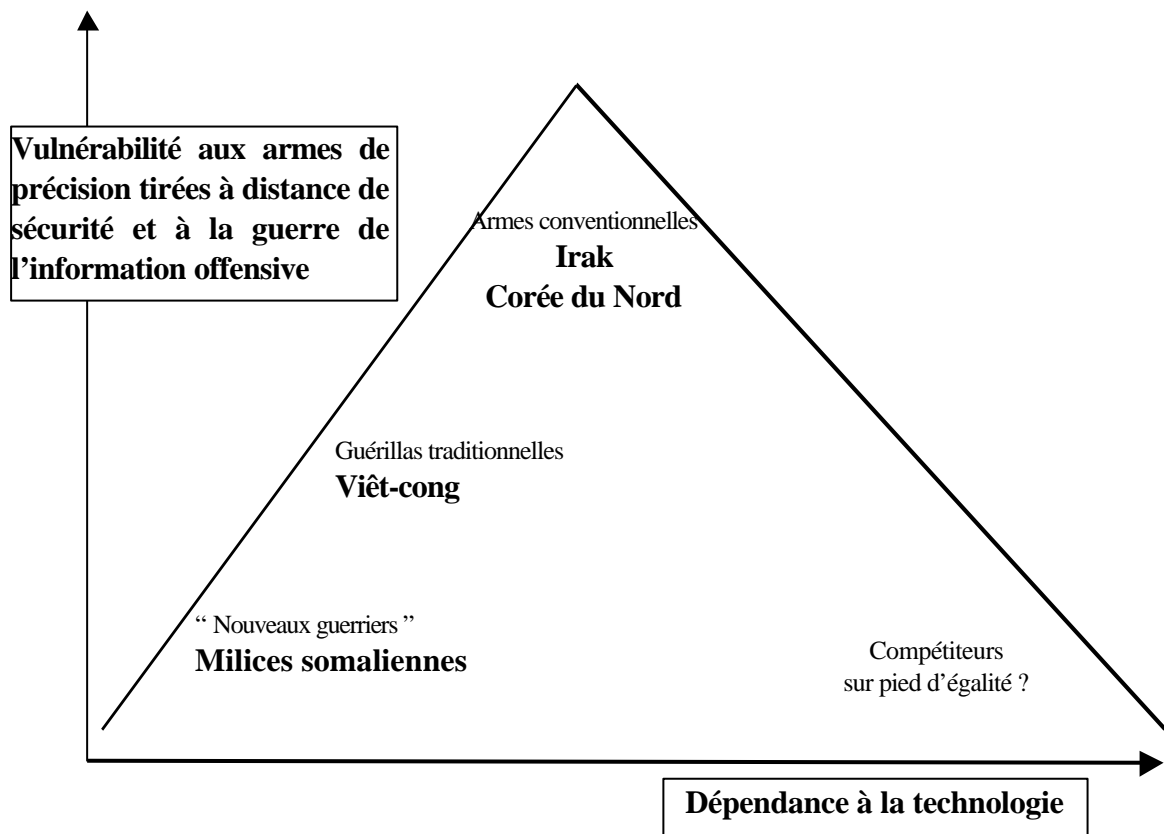 Vulnérabilité aux armes de
précision tirées à distance de
sécurité et à la guerre de
l’information offensive
Armes conventionnelles
Irak
Corée du Nord
Guérillas traditionnelles
Viêt-cong
“ Nouveaux guerriers ”
Milices somaliennes
Compétiteurs
sur pied d’égalité ?
Dépendance à la technologie